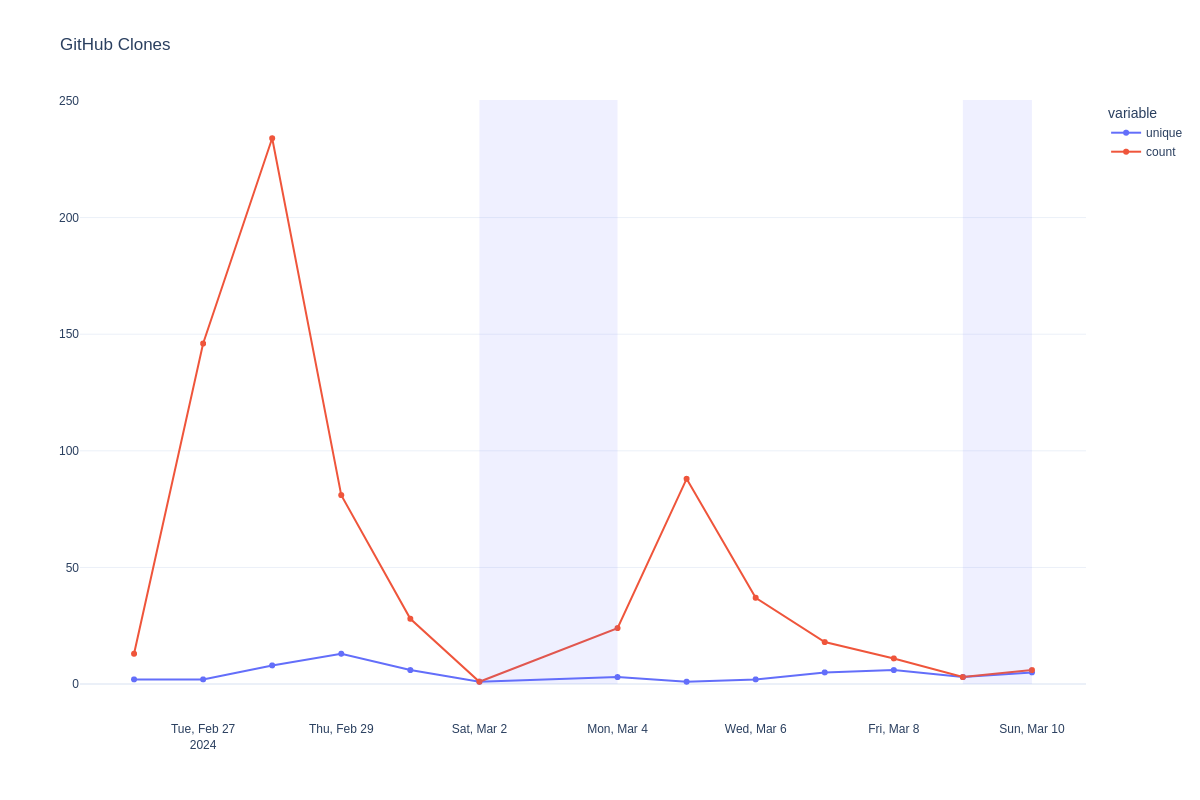 GitHub Clones
250
200
150
100
50
0
Tue, Feb 27
2024
Thu, Feb 29
Sat, Mar 2
Mon, Mar 4
Wed, Mar 6
Fri, Mar 8
Sun, Mar 10
variable
unique
count